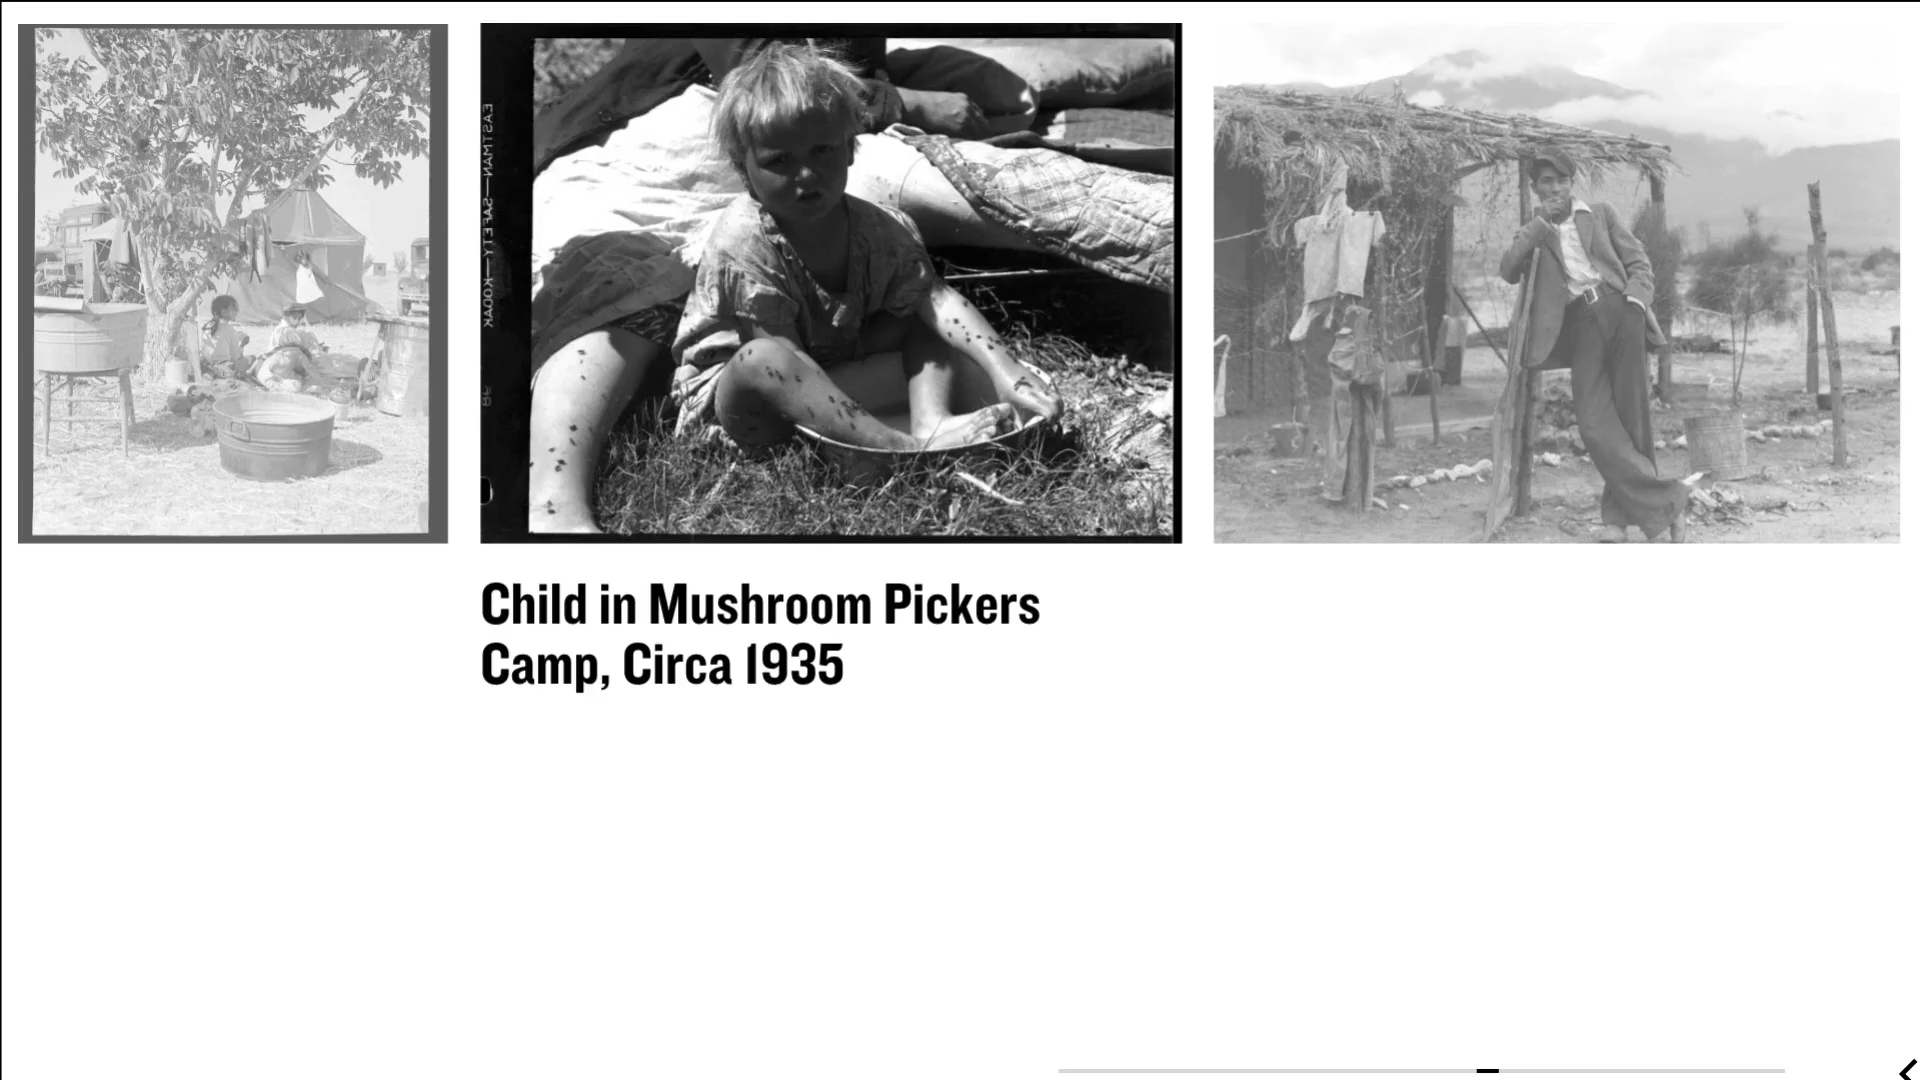 EASTMAN—SAFETY—KODAK
Child in Mushroom Pickers
Camp, Circa 1935